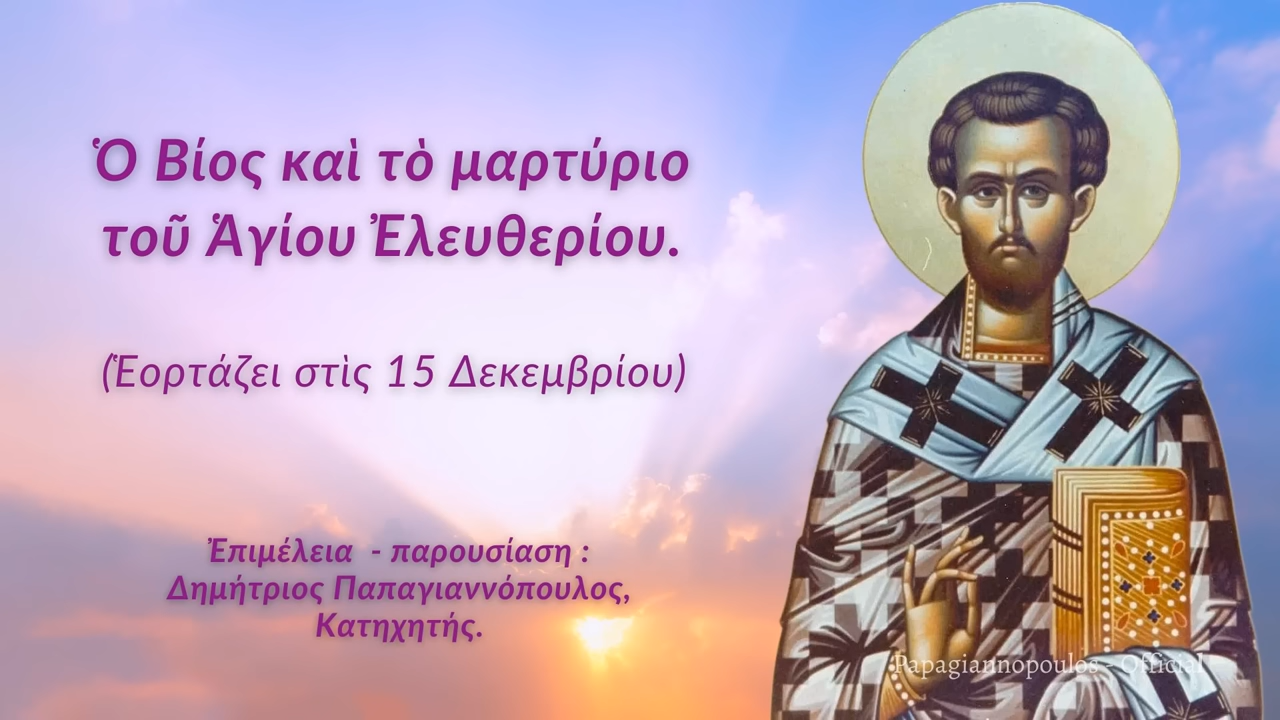 Ὁ Βίος καὶ τὸ μαρτύριο
τοῦ Ἁγίου Ἐλευθερίου.
(Ἑορτάζει στὶς 15 Δεκεμβρίου)
Ἐπιμέλεια - παρουσίαση :
Δημήτριος Παπαγιαννόπουλος,
Κατηχητής.
Papagiannopoulos - Official